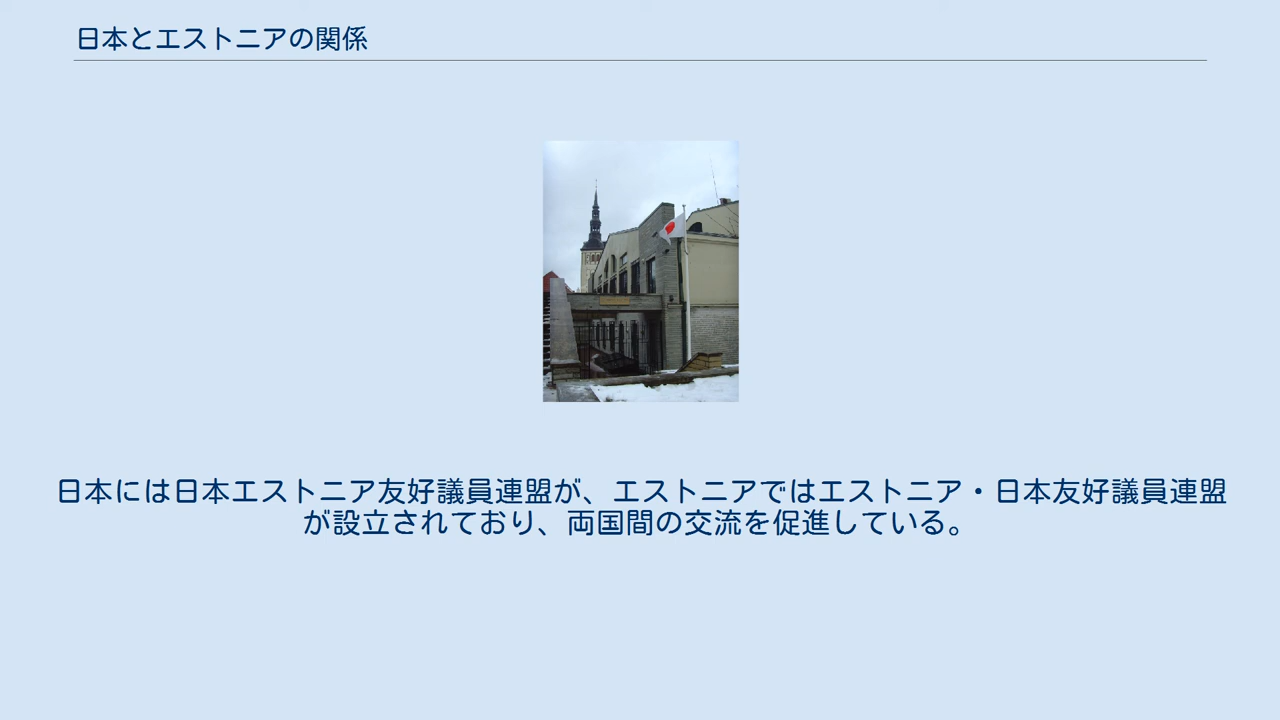 日本とエストニアの関係
日本には日本エストニア友好議員連盟が、エストニアではエストニア・日本友好議員連盟
が設立されており、両国間の交流を促進している。